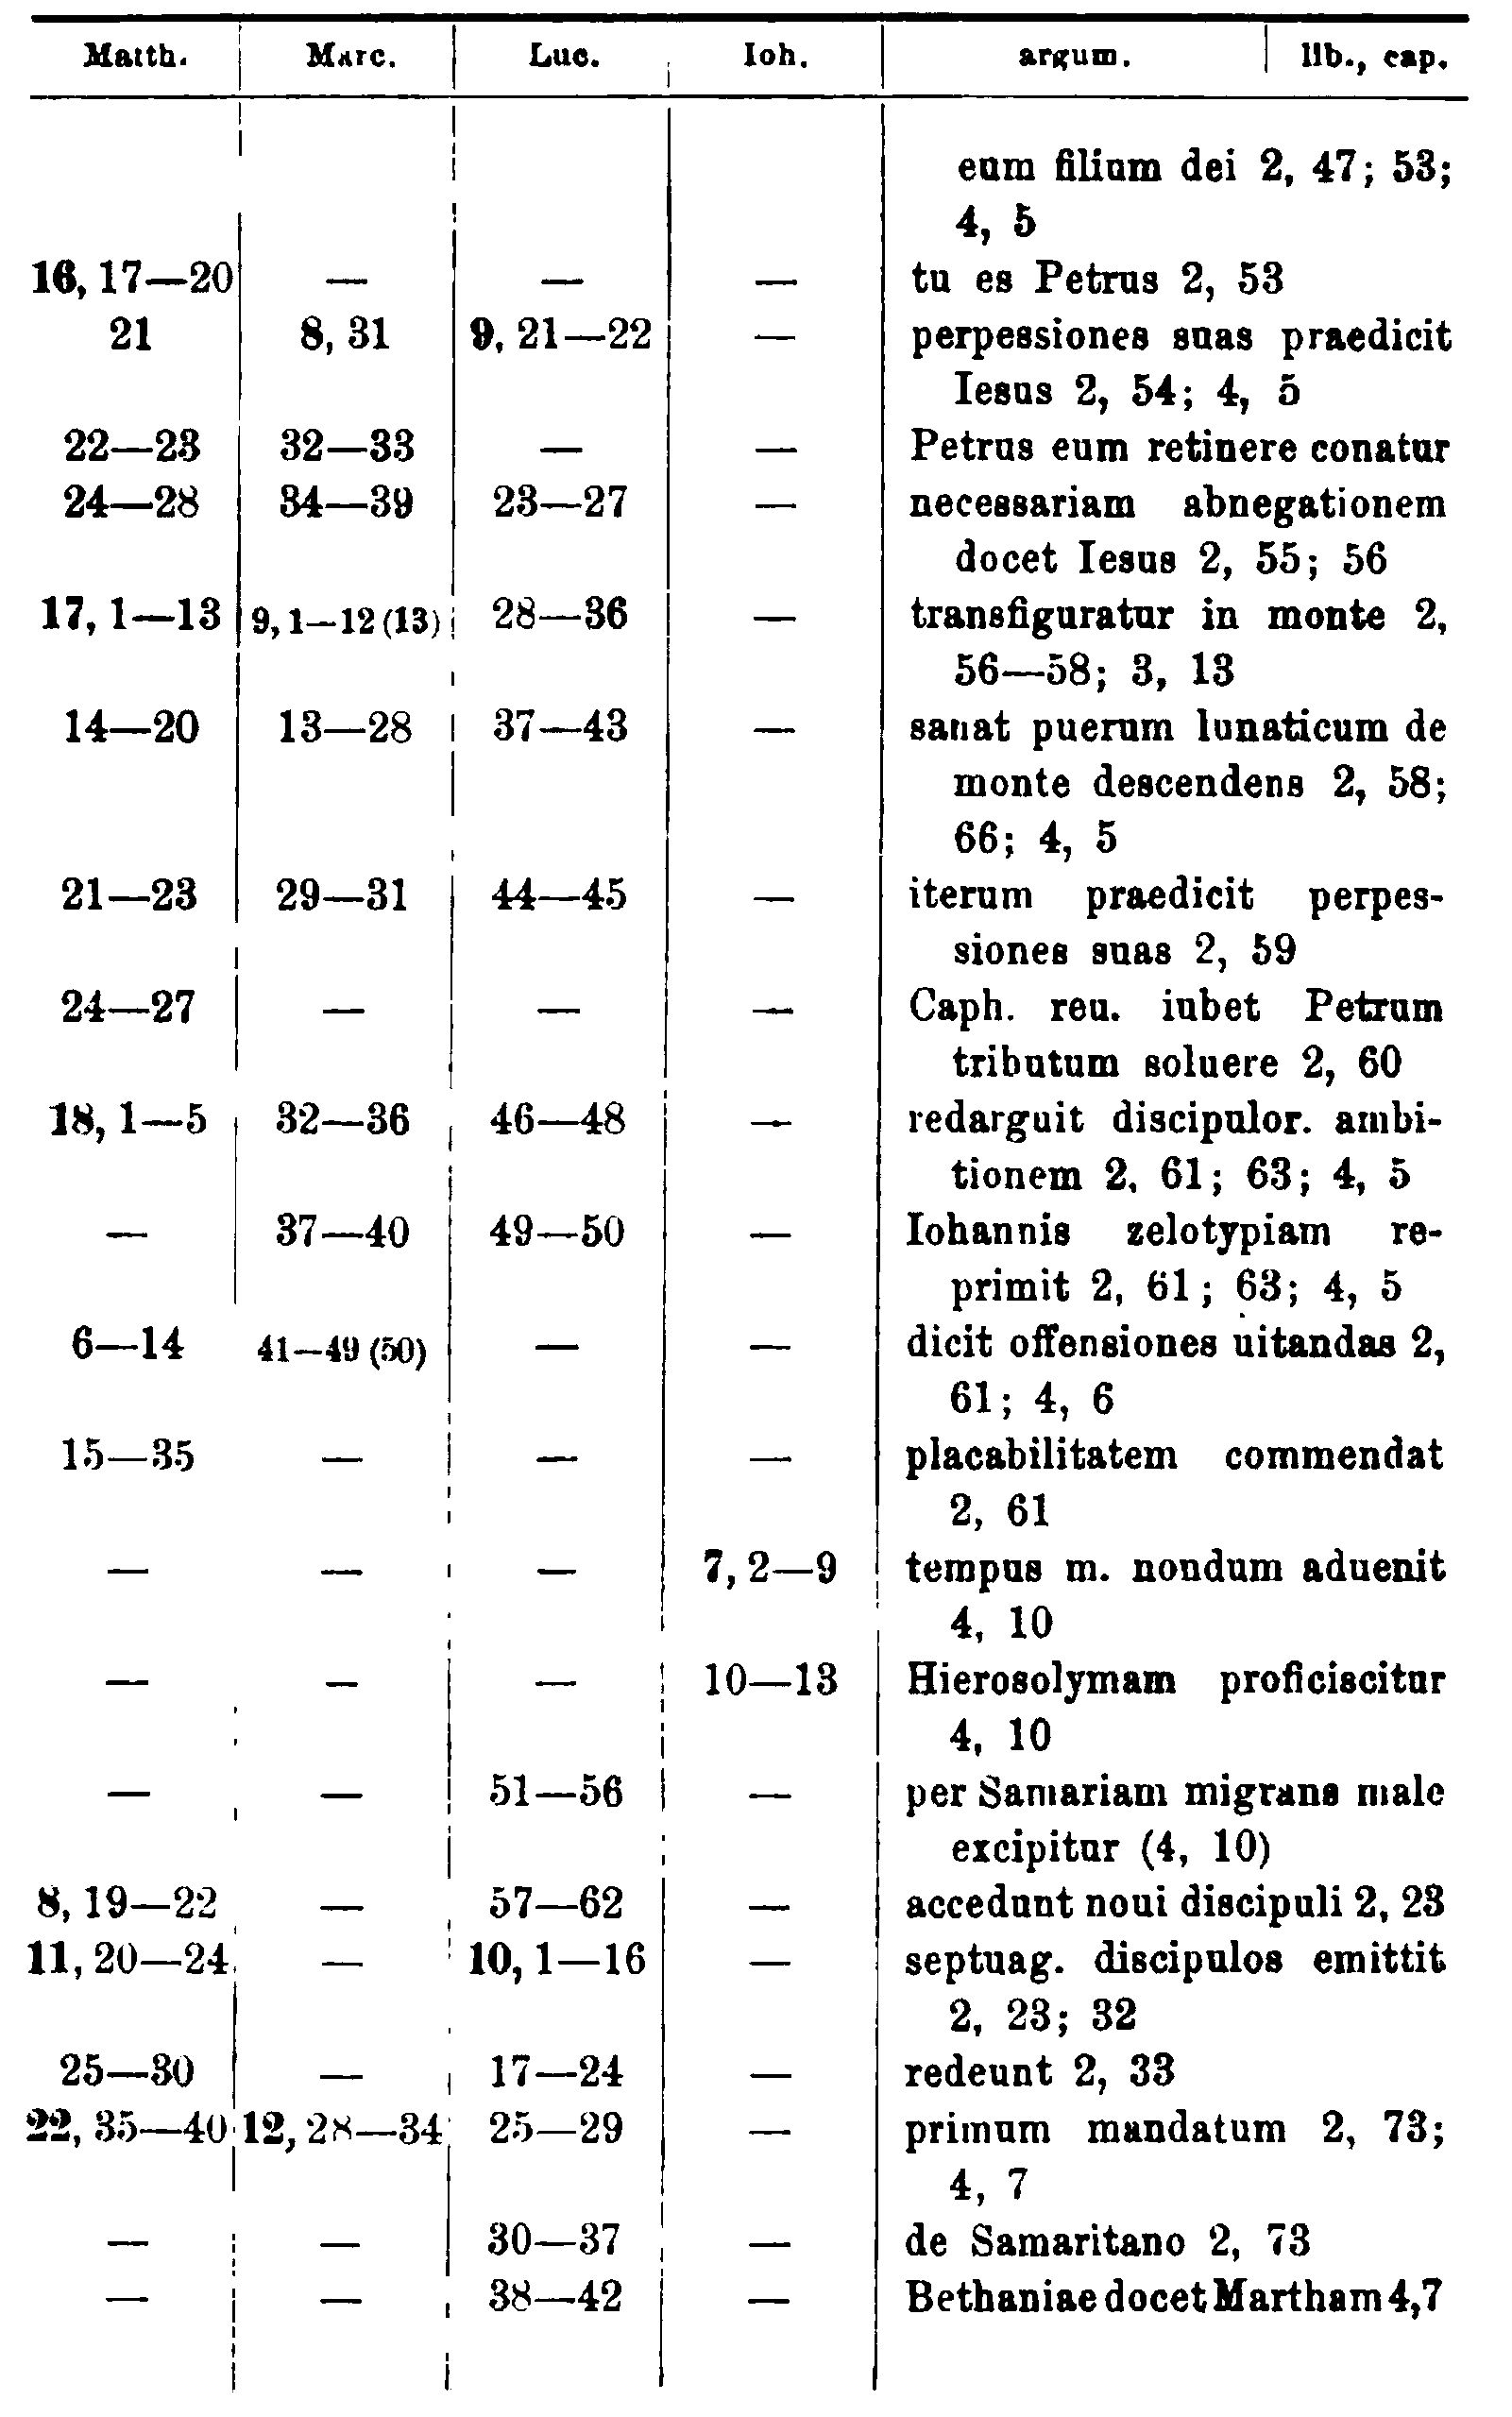 Matth. Marc. Luc. Ioh. argum. lib., cap.
eum filium dei 2, 47; 53;
4, 5
16, 17—20 — — — tu es Petrus 2, 53
21 8, 31 9, 21—22 — perpessiones suas praedicit
Iesus 2, 54; 4, 5
22—23 32—33 — — Petrus eum retinere conatur
24—28 34—39 23—27 — necessariam abnegationem
docet Iesus 2, 55; 56
17, 1—13 9, 1—12 (13) 28—36 — transfiguratur in monte 2,
56—58; 3, 13
14—20 13—28 37—43 — sanat puerum lunaticum de
monte descendens 2, 58;
66; 4, 5
21—23 29—31 44—45 — iterum praedicit perpes-
siones suas 2, 59
24—27 — — — Caph. reu. iubet Petrum
tributum soluere 2, 60
18, 1—5 32—36 46—48 — redarguit discipulor. ambi-
tionem 2, 61; 63; 4, 5
— 37—40 49—50 — Iohannis zelotypiam re-
primit 2, 61; 63; 4, 5
6—14 41—49 (50) — — dicit offensiones uitandas 2,
61; 4, 6
15—35 — — — placabilitatem commendat
2, 61
— — — 7, 2—9 tempus m. nondum aduenit
4, 10
— — — 10—13 Hierosolymam proficiscitur
4, 10
— — 51—56 — per Samariam migrans male
excipitur (4, 10)
8, 19—22 — 57—62 — accedunt noui discipuli 2, 23
11, 20—24 — 10, 1—16 — septuag. discipulos emittit
2, 23; 32
25—30 — 17—24 — redeunt 2, 33
22, 35—40 12, 28—34 25—29 — primum mandatum 2, 73;
4, 7
— — 30—37 — de Samaritano 2, 73
— — 38—42 — Bethaniae docet Martham 4,7